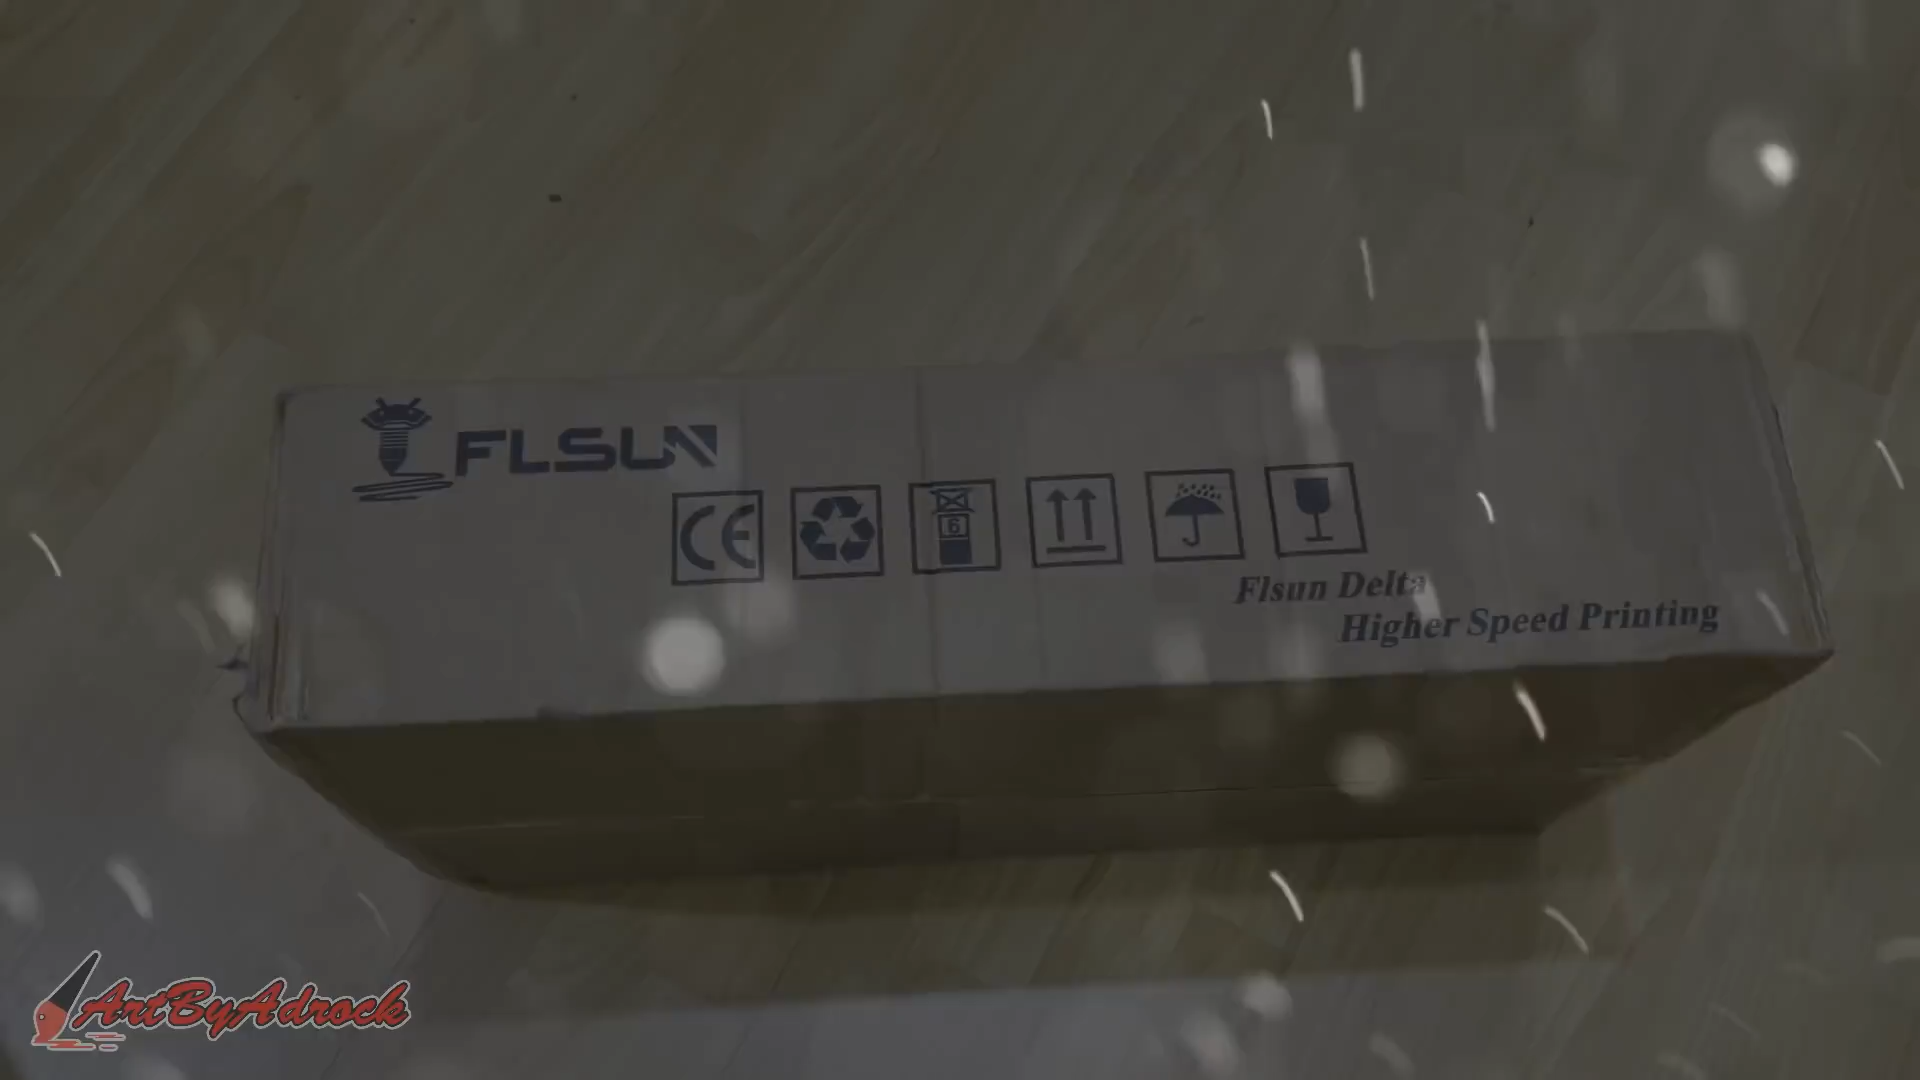 FLSUN
CE
6
Flsun Delta
Higher Speed Printing
ArtByAdrock